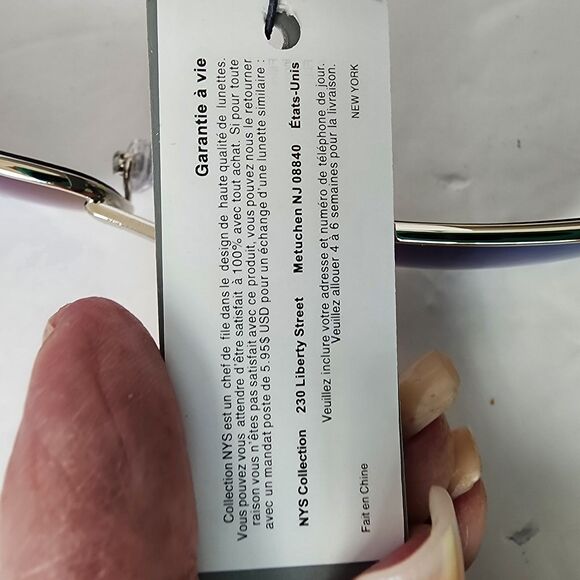 Garantie à vie
Collection NYS est un chef de file dans le design de haute qualité de lunettes.
Vous pouvez vous attendre d'être satisfait à 100% avec tout achat. Si pour toute
raison vous n'êtes pas satisfait avec ce produit, vous pouvez nous le retourner
avec un mandat poste de 5.95$ USD pour un échange d'une lunette similaire :
NYS Collection 230 Liberty Street Metuchen NJ 08840 États-Unis
Veuillez inclure votre adresse et numéro de téléphone de jour.
Veuillez allouer 4 à 6 semaines pour la livraison.
Fait en Chine NEW YORK